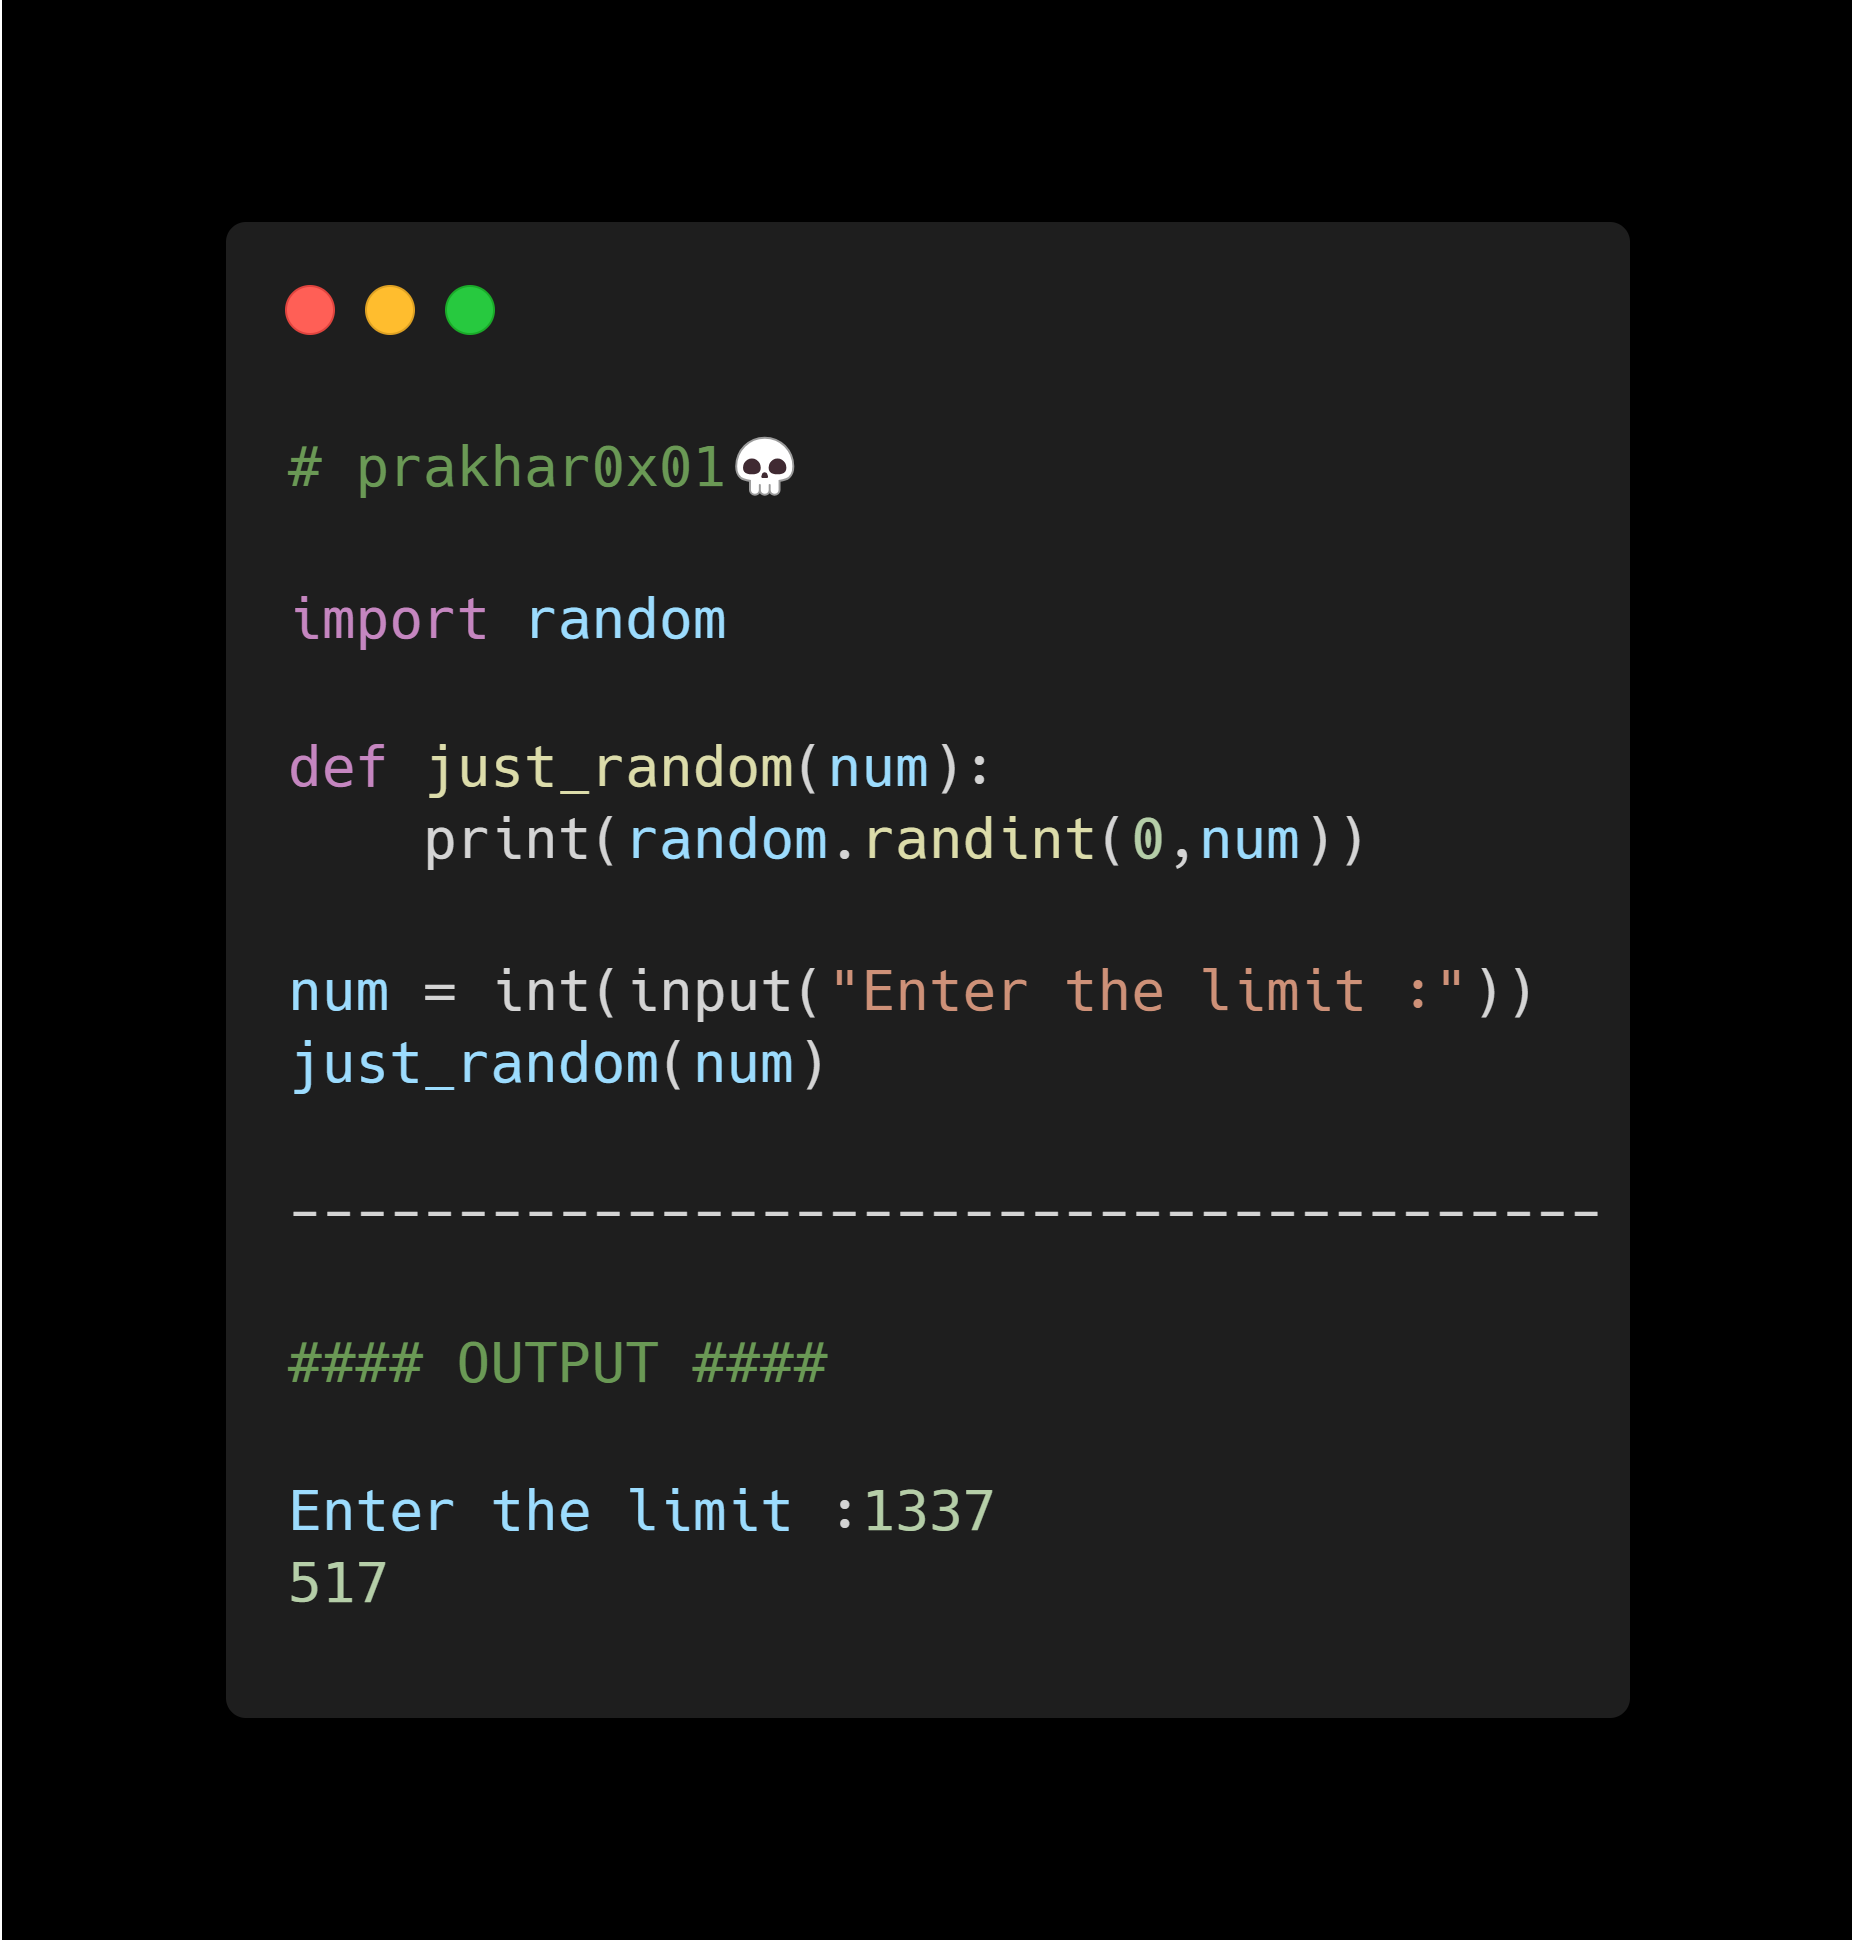 # prakhar0x01💀
import random
def just_random(num):
    print(random.randint(0,num))
num = int(input("Enter the limit :"))
just_random(num)
---------------------------------------
#### OUTPUT ####
Enter the limit :1337
517